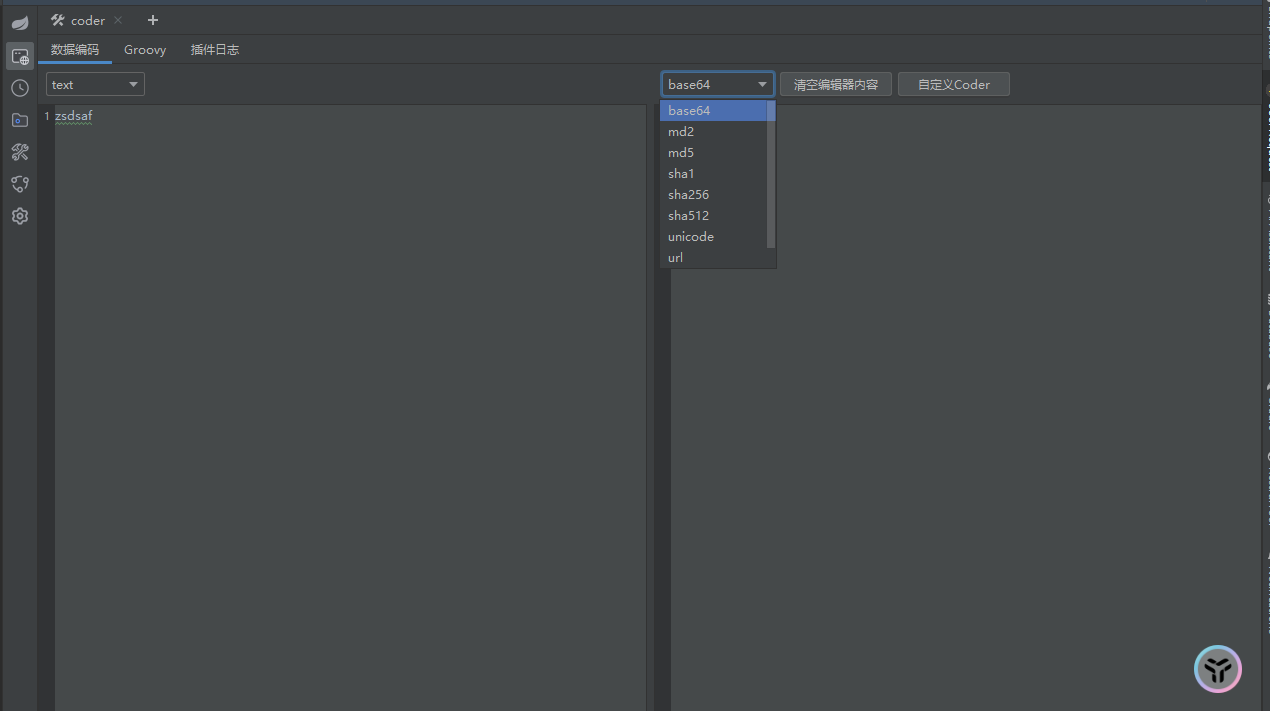 coder
数据编码 Groovy 插件日志
text base64 清空编辑器内容 自定义Coder
1 zsdsaf
base64
md2
md5
sha1
sha256
sha512
unicode
url